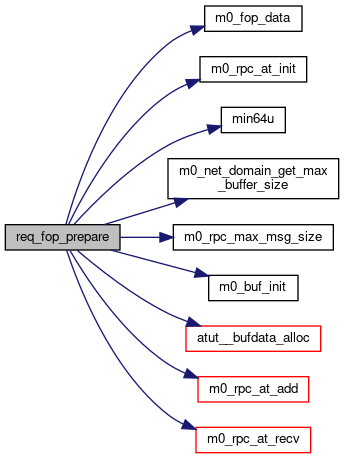 m0_fop_data
m0_rpc_at_init
min64u
m0_net_domain_get_max
_buffer_size
req_fop_prepare
m0_rpc_max_msg_size
m0_buf_init
atut__bufdata_alloc
m0_rpc_at_add
m0_rpc_at_recv